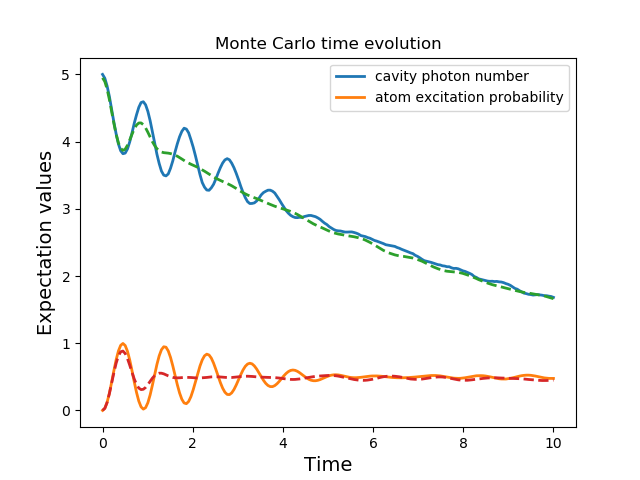 Monte Carlo time evolution
cavity photon number
atom excitation probability
Expectation values
5
4
3
2
1
0
0
2
4
6
8
10
Time